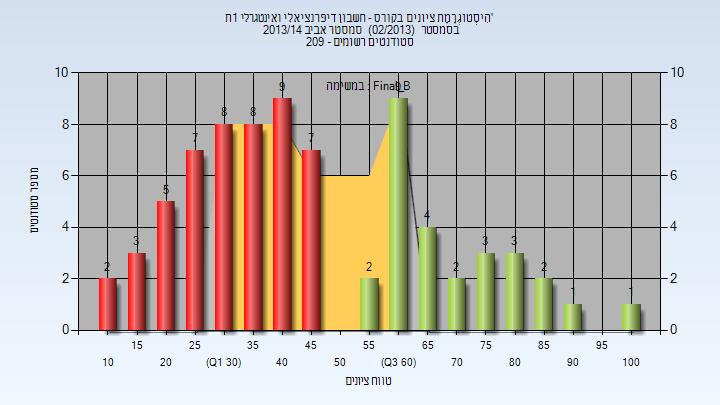 היסטוגרמת ציונים בקורס - חשבון דיפרנציאלי ואינטגרלי 1ת'
בסמסטר (02/2013) סמסטר אביב 2013/14
סטודנטים רשומים - 209
במשימה : Final_B
מספר סטודנטים
10 10
8 8
6 6
4 4
2 2
0 0
2 3 5 7 8 8 9 7 2 9 4 2 3 3 2 1 1
15 25 35 45 55 65 75 85 95
10 20 (Q1 30) 40 50 (Q3 60) 70 80 90 100
טווח ציונים